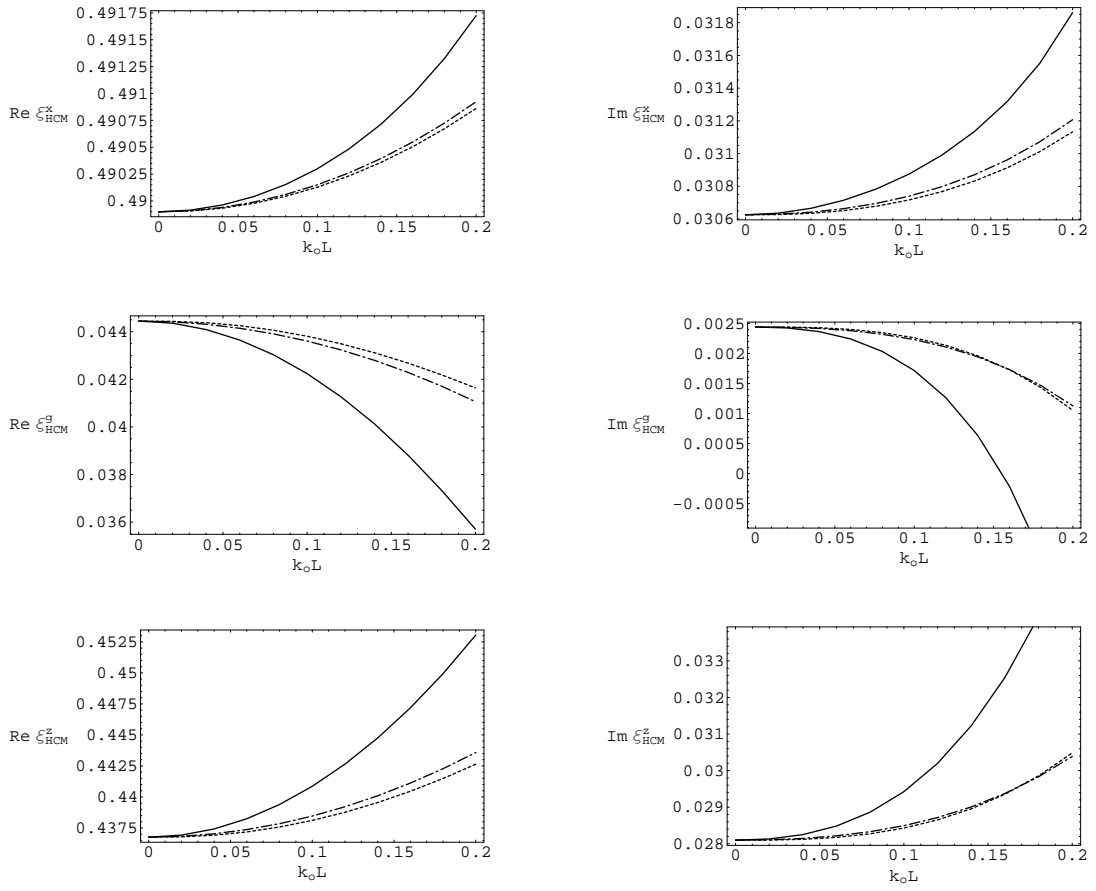 0.49175
0.4915
0.49125
0.491
Re ξ^x_HCM 0.49075
0.4905
0.49025
0.49
0 0.05 0.1 0.15 0.2
k_oL
0.0318
0.0316
0.0314
Im ξ^x_HCM 0.0312
0.031
0.0308
0.0306
0 0.05 0.1 0.15 0.2
k_oL
0.044
0.042
Re ξ^g_HCM 0.04
0.038
0.036
0 0.05 0.1 0.15 0.2
k_oL
0.0025
0.002
0.0015
Im ξ^g_HCM 0.001
0.0005
0
-0.0005
0 0.05 0.1 0.15 0.2
k_oL
0.4525
0.45
0.4475
Re ξ^z_HCM 0.445
0.4425
0.44
0.4375
0 0.05 0.1 0.15 0.2
k_oL
0.033
0.032
Im ξ^z_HCM 0.031
0.03
0.029
0.028
0 0.05 0.1 0.15 0.2
k_oL